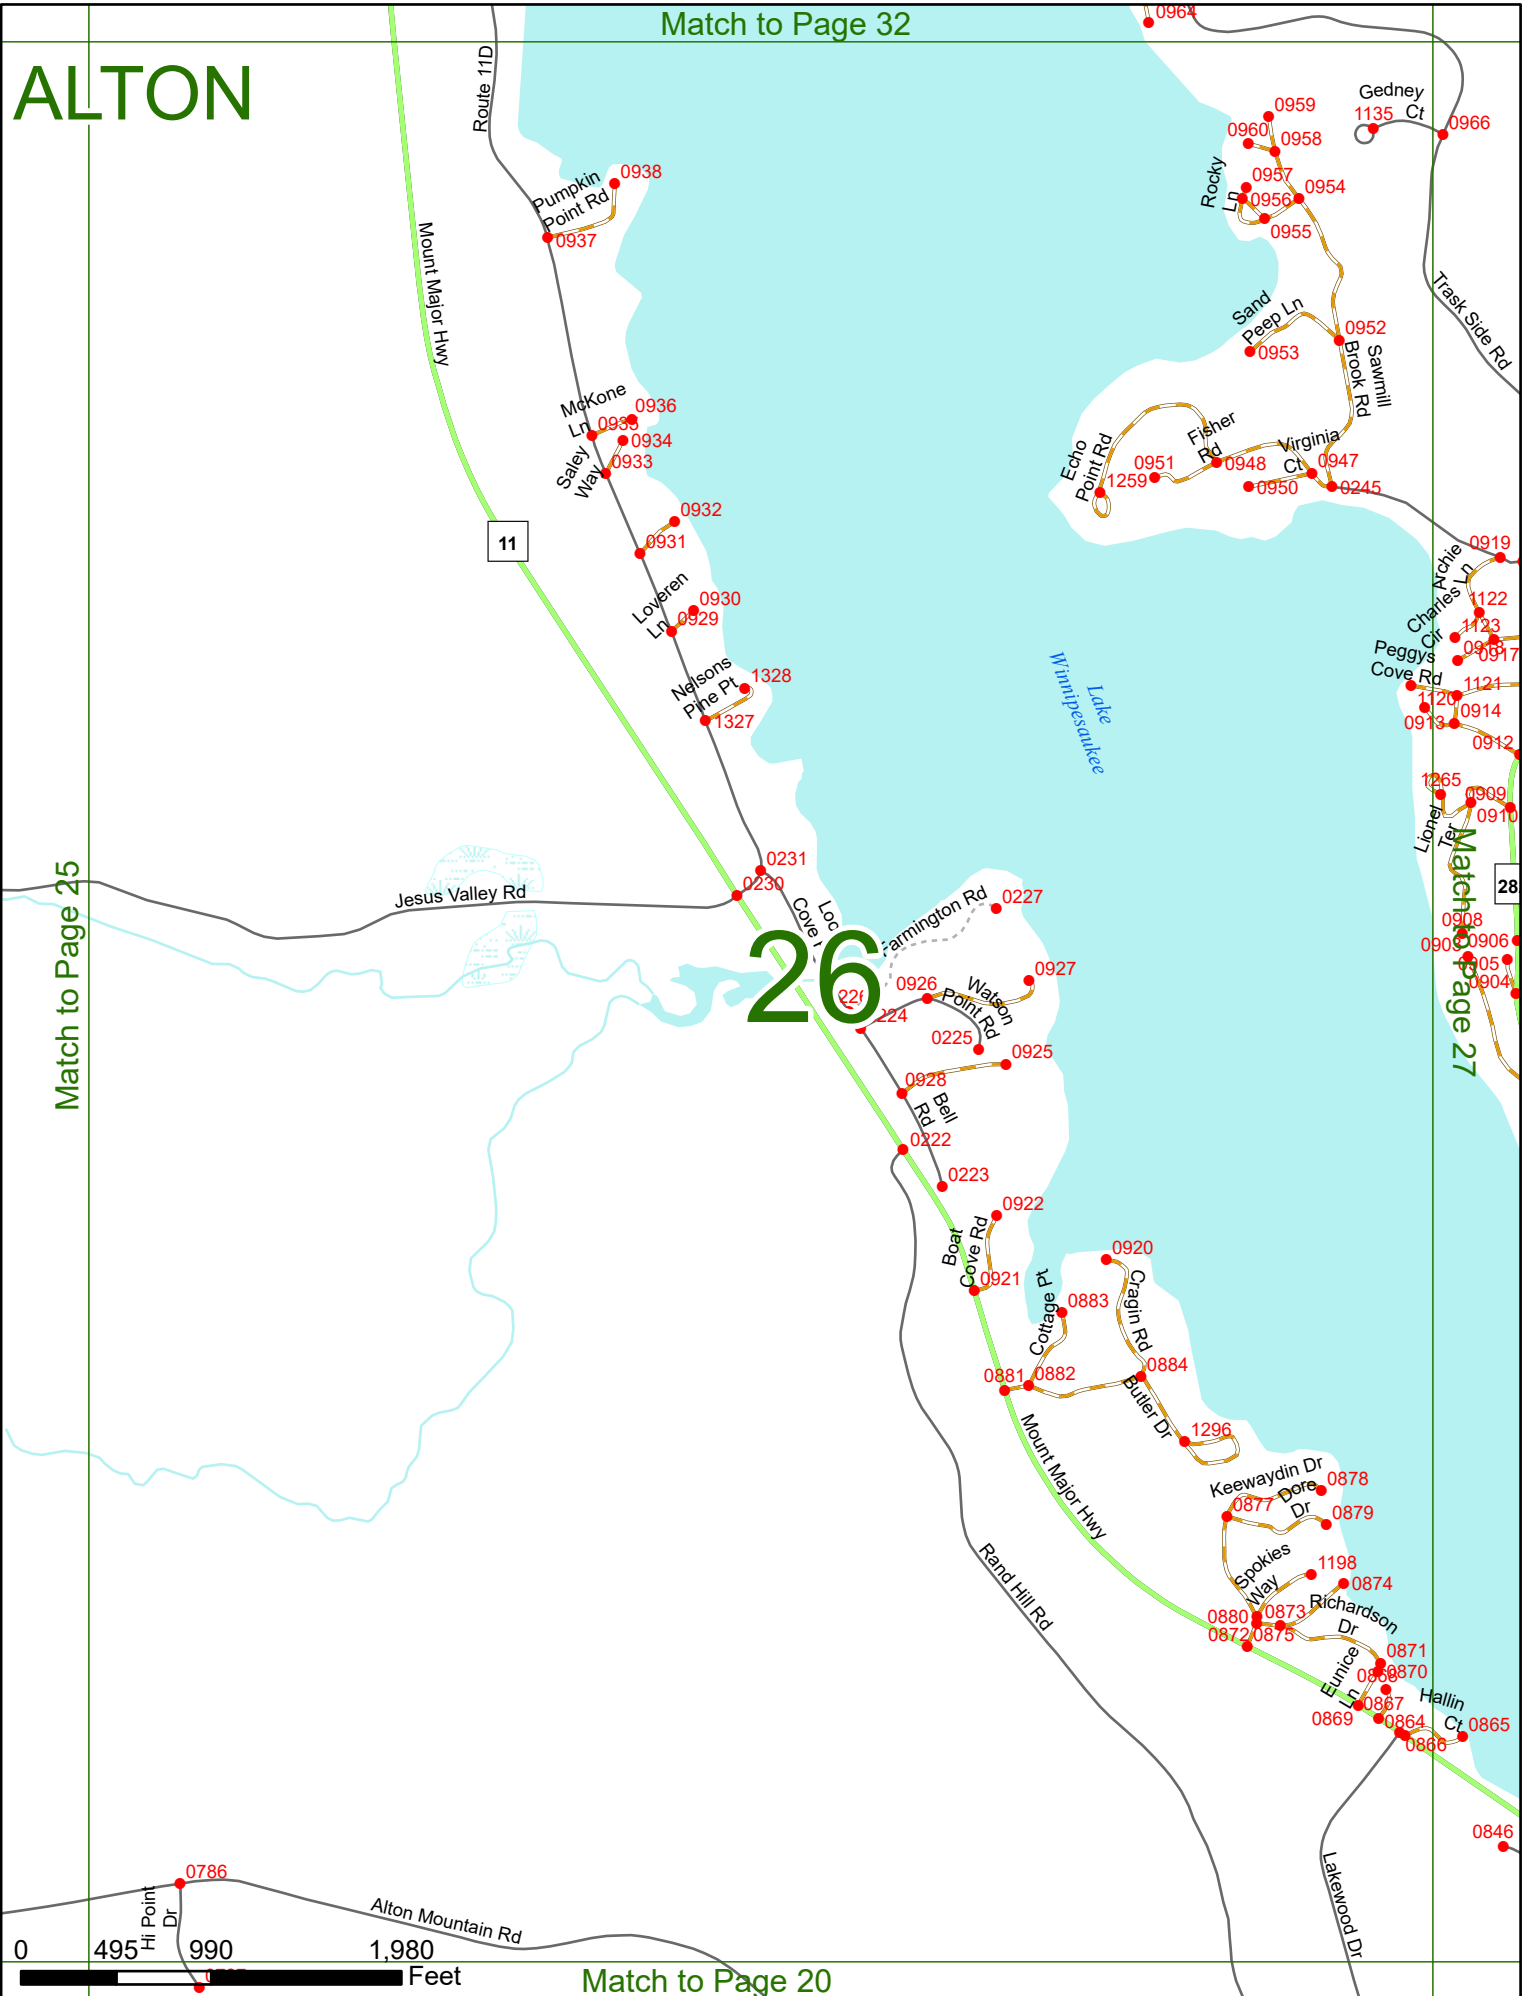 Match to Page 32
ALTON
0964
Route 11D
Gedney
Ct
1135
0966
0959
0960
0958
Rocky
Ln
0957
0954
0956
0955
Pumpkin
Point Rd
0938
0937
Mount Major Hwy
Trask Side Rd
Sand
Peep Ln
0952
0953
Sawmill
Brook Rd
McKone
Ln
0936
0935
0934
Saley
Way
0933
Echo
Point Rd
Fisher
Rd
Virginia
Ct
0951
0948
0947
1259
0950
0245
11
0932
0931
0919
Archie
Ln
Loveren
Ln
0930
0929
Charles
Cir
1122
1123
0918
0917
Nelsons
Pine Pt
1328
1327
Peggys
Cove Rd
1121
1120
0914
0913
0912
Lake
Winnipesaukee
1265
0909
0910
Lionel
Ter
Match to Page 25
Match to Page 27
28
0231
0230
Jesus Valley Rd
Cove
Farmington Rd
0227
26
0908
0906
0905
0904
0926
Watson
Point Rd
0927
0225
0925
0928
Bell
Rd
0222
0223
0922
Boat
Cove Rd
0921
0920
Cragin Rd
Cottage Pt
0883
0881
0882
0884
Butler Dr
1296
Mount Major Hwy
Keewaydin Dr
0878
Dore
Dr
0877
0879
Rand Hill Rd
Spokies
Way
1198
0874
0880
0873
Richardson
Dr
0872
0875
Eunice
Ln
0871
0870
0868
0867
0869
0864
Hallin
Ct
0865
0866
0846
Lakewood Dr
0786
Hi Point
Dr
Alton Mountain Rd
0 495 990 1,980
Feet
Match to Page 20